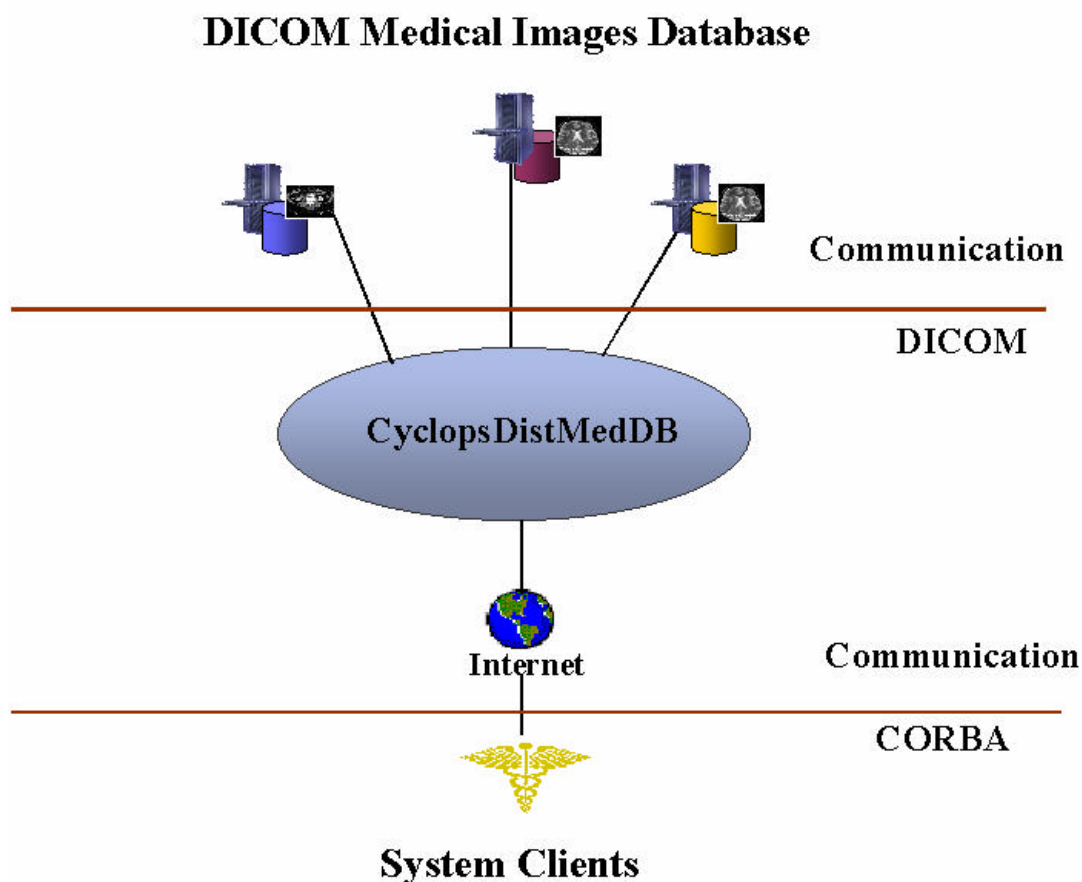 DICOM Medical Images Database
Communication
DICOM
CyclopsDistMedDB
Internet
Communication
CORBA
System Clients